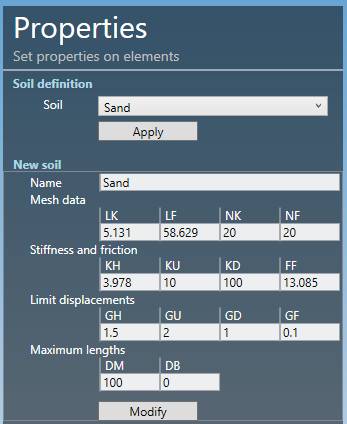 Properties
Set properties on elements
Soil definition
Soil Sand
Apply
New soil
Name Sand
Mesh data
LK LF NK NF
5.131 58.629 20 20
Stiffness and friction
KH KU KD FF
3.978 10 100 13.085
Limit displacements
GH GU GD GF
1.5 2 1 0.1
Maximum lengths
DM DB
100 0
Modify